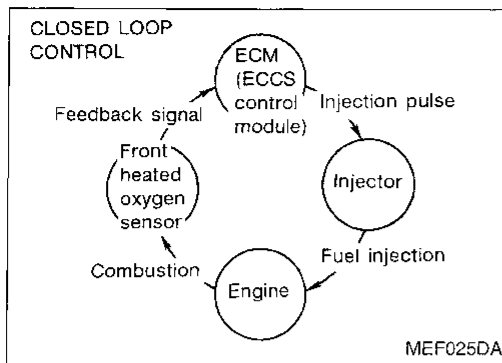 CLOSED LOOP
CONTROL
ECM
(ECCS
control
module)
Injection pulse
Injector
Fuel injection
Engine
Combustion
Front
heated
oxygen
sensor
Feedback signal
MEF025DA